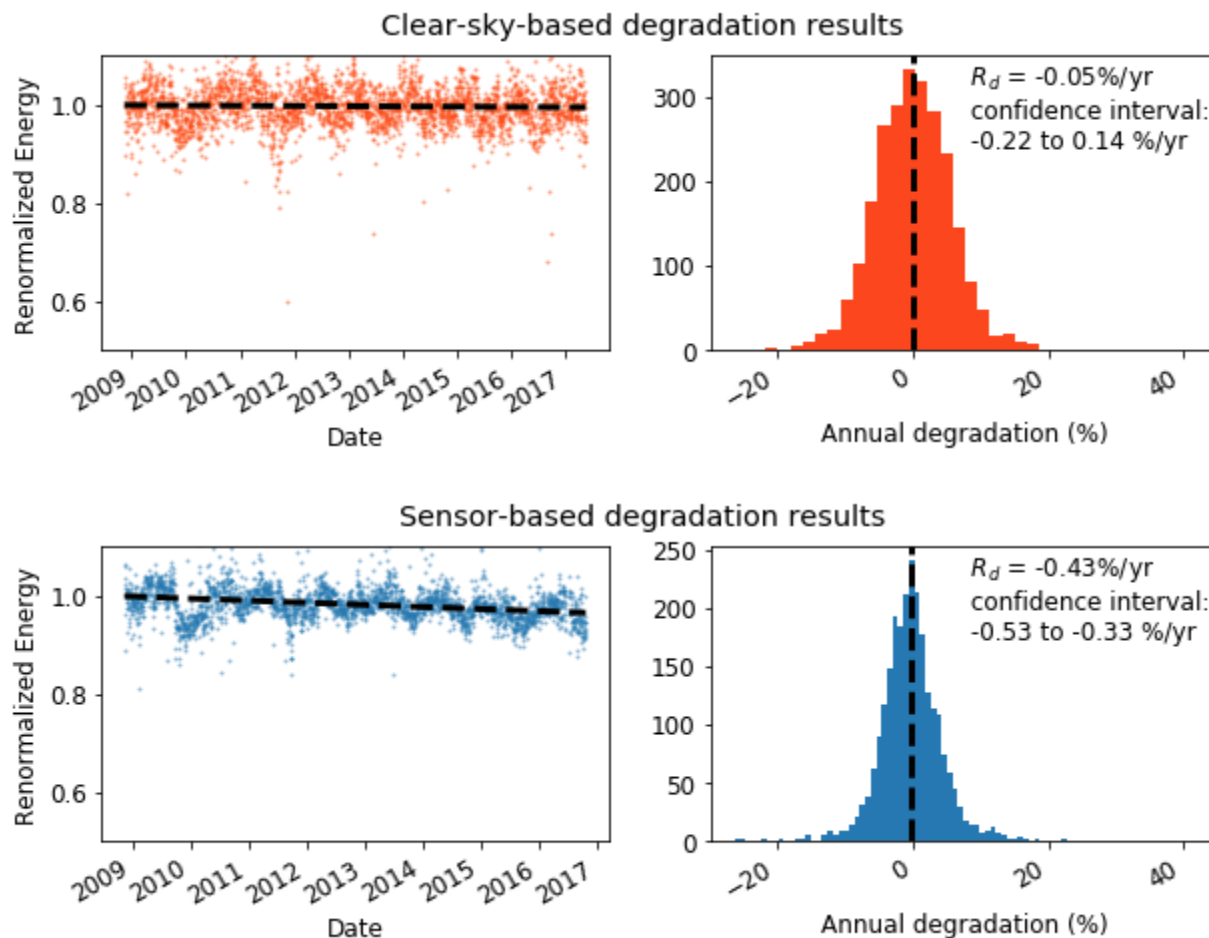 Clear-sky-based degradation results
Renormalized Energy
1.0
0.8
0.6
2009 2010 2011 2012 2013 2014 2015 2016 2017
Date
300
200
100
0
R_d = -0.05%/yr
confidence interval:
-0.22 to 0.14 %/yr
−20 0 20 40
Annual degradation (%)
Sensor-based degradation results
Renormalized Energy
1.0
0.8
0.6
2009 2010 2011 2012 2013 2014 2015 2016 2017
Date
250
200
150
100
50
0
R_d = -0.43%/yr
confidence interval:
-0.53 to -0.33 %/yr
−20 0 20 40
Annual degradation (%)